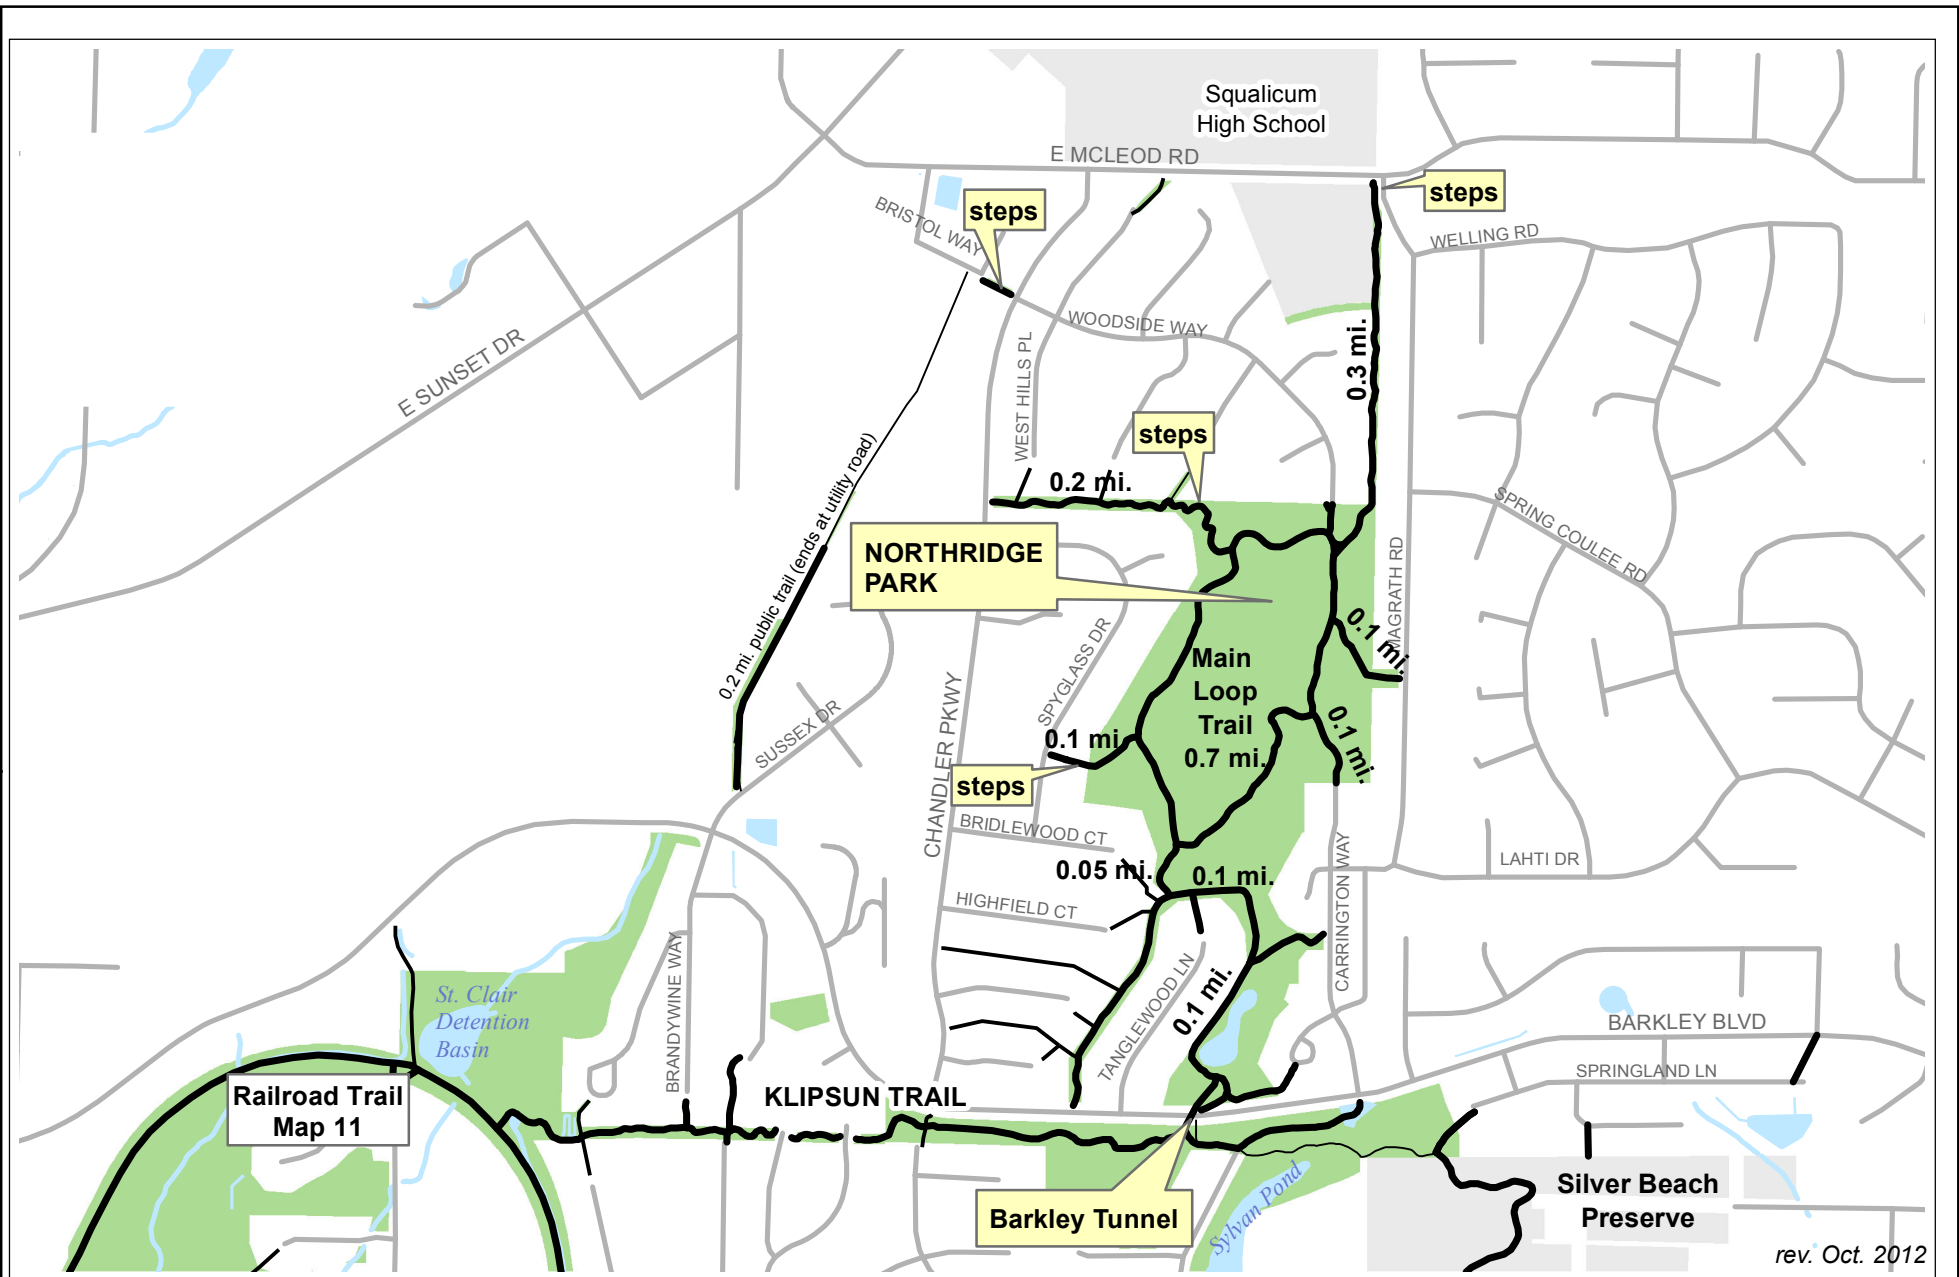 Squalicum
High School
E MCLEOD RD
steps
steps
BRISTOL WAY
WELLING RD
WOODSIDE WAY
E SUNSET DR
WEST HILLS PL
0.3 mi.
steps
0.2 mi.
SPRING COULEE RD
0.2 mi. public trail (ends at utility road)
NORTHRIDGE
PARK
MAGRATH RD
0.1 mi.
SPYGLASS DR
Main
Loop
Trail
0.7 mi.
CHANDLER PKWY
SUSSEX DR
0.1 mi.
0.1 mi.
steps
BRIDLEWOOD CT
LAHTI DR
0.05 mi.
0.1 mi.
HIGHFIELD CT
CARRINGTON WAY
BRANDYWINE WAY
TANGLEWOOD LN
0.1 mi.
St. Clair
Detention
Basin
BARKLEY BLVD
SPRINGLAND LN
Railroad Trail
Map 11
KLIPSUN TRAIL
Barkley Tunnel
Sylvan Pond
Silver Beach
Preserve
rev. Oct. 2012